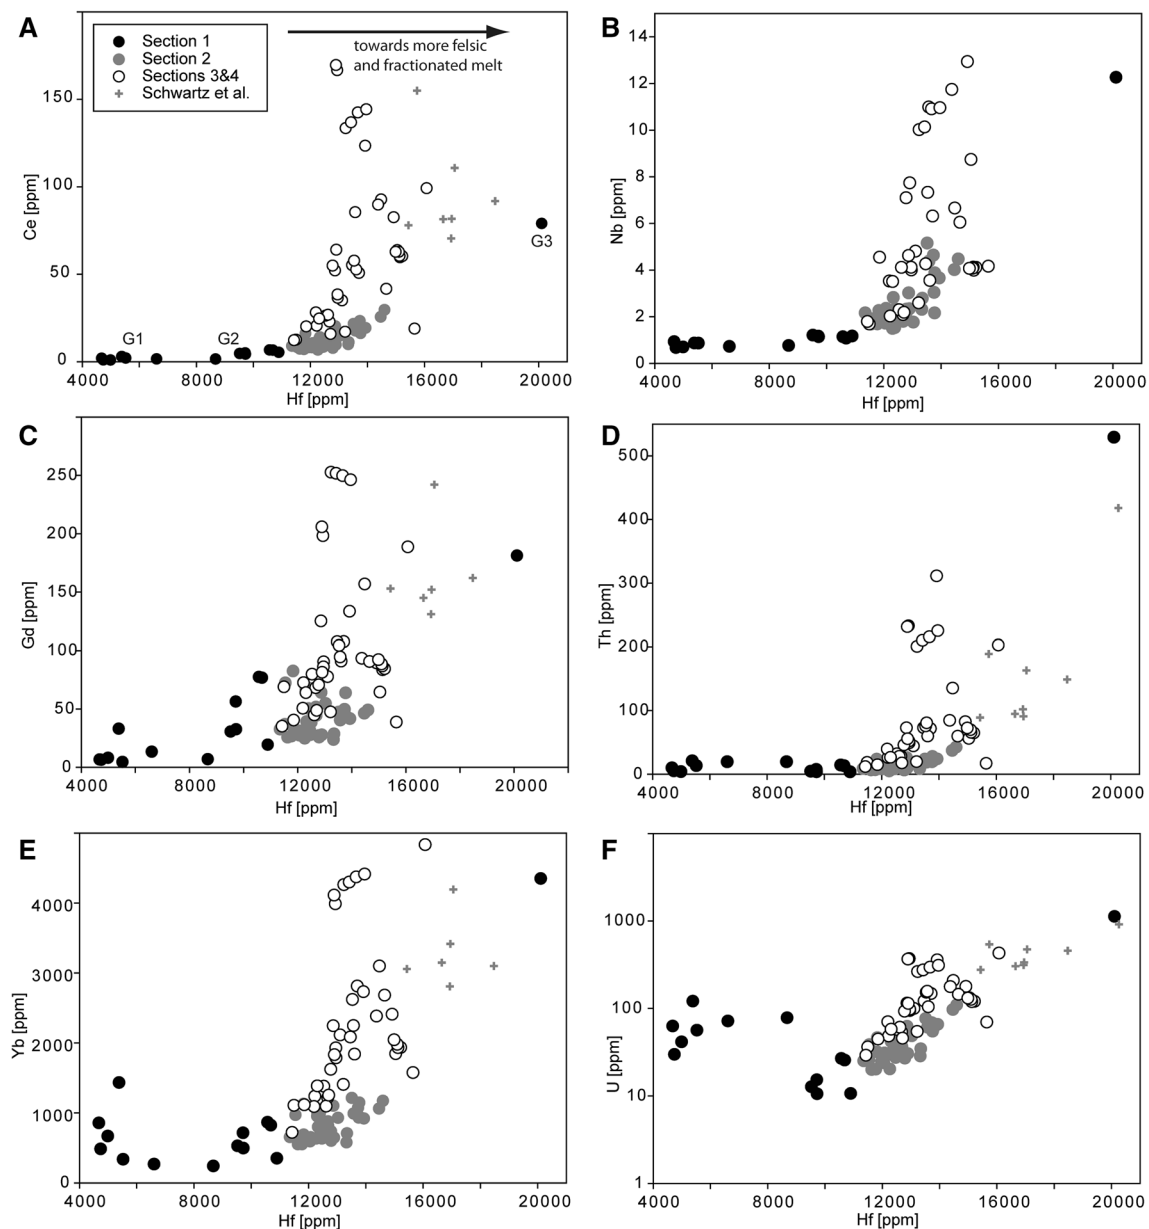 A
Section 1
Section 2
Sections 3&4
Schwartz et al.
towards more felsic
and fractionated melt
150
100
50
0
Ce [ppm]
G1
G2
G3
4000 8000 12000 16000 20000
Hf [ppm]
B
14
12
10
8
6
4
2
0
Nb [ppm]
4000 8000 12000 16000 20000
Hf [ppm]
C
250
200
150
100
50
0
Gd [ppm]
4000 8000 12000 16000 20000
Hf [ppm]
D
500
400
300
200
100
0
Th [ppm]
4000 8000 12000 16000 20000
Hf [ppm]
E
4000
3000
2000
1000
0
Yb [ppm]
4000 8000 12000 16000 20000
Hf [ppm]
F
1000
100
10
1
U [ppm]
4000 8000 12000 16000 20000
Hf [ppm]